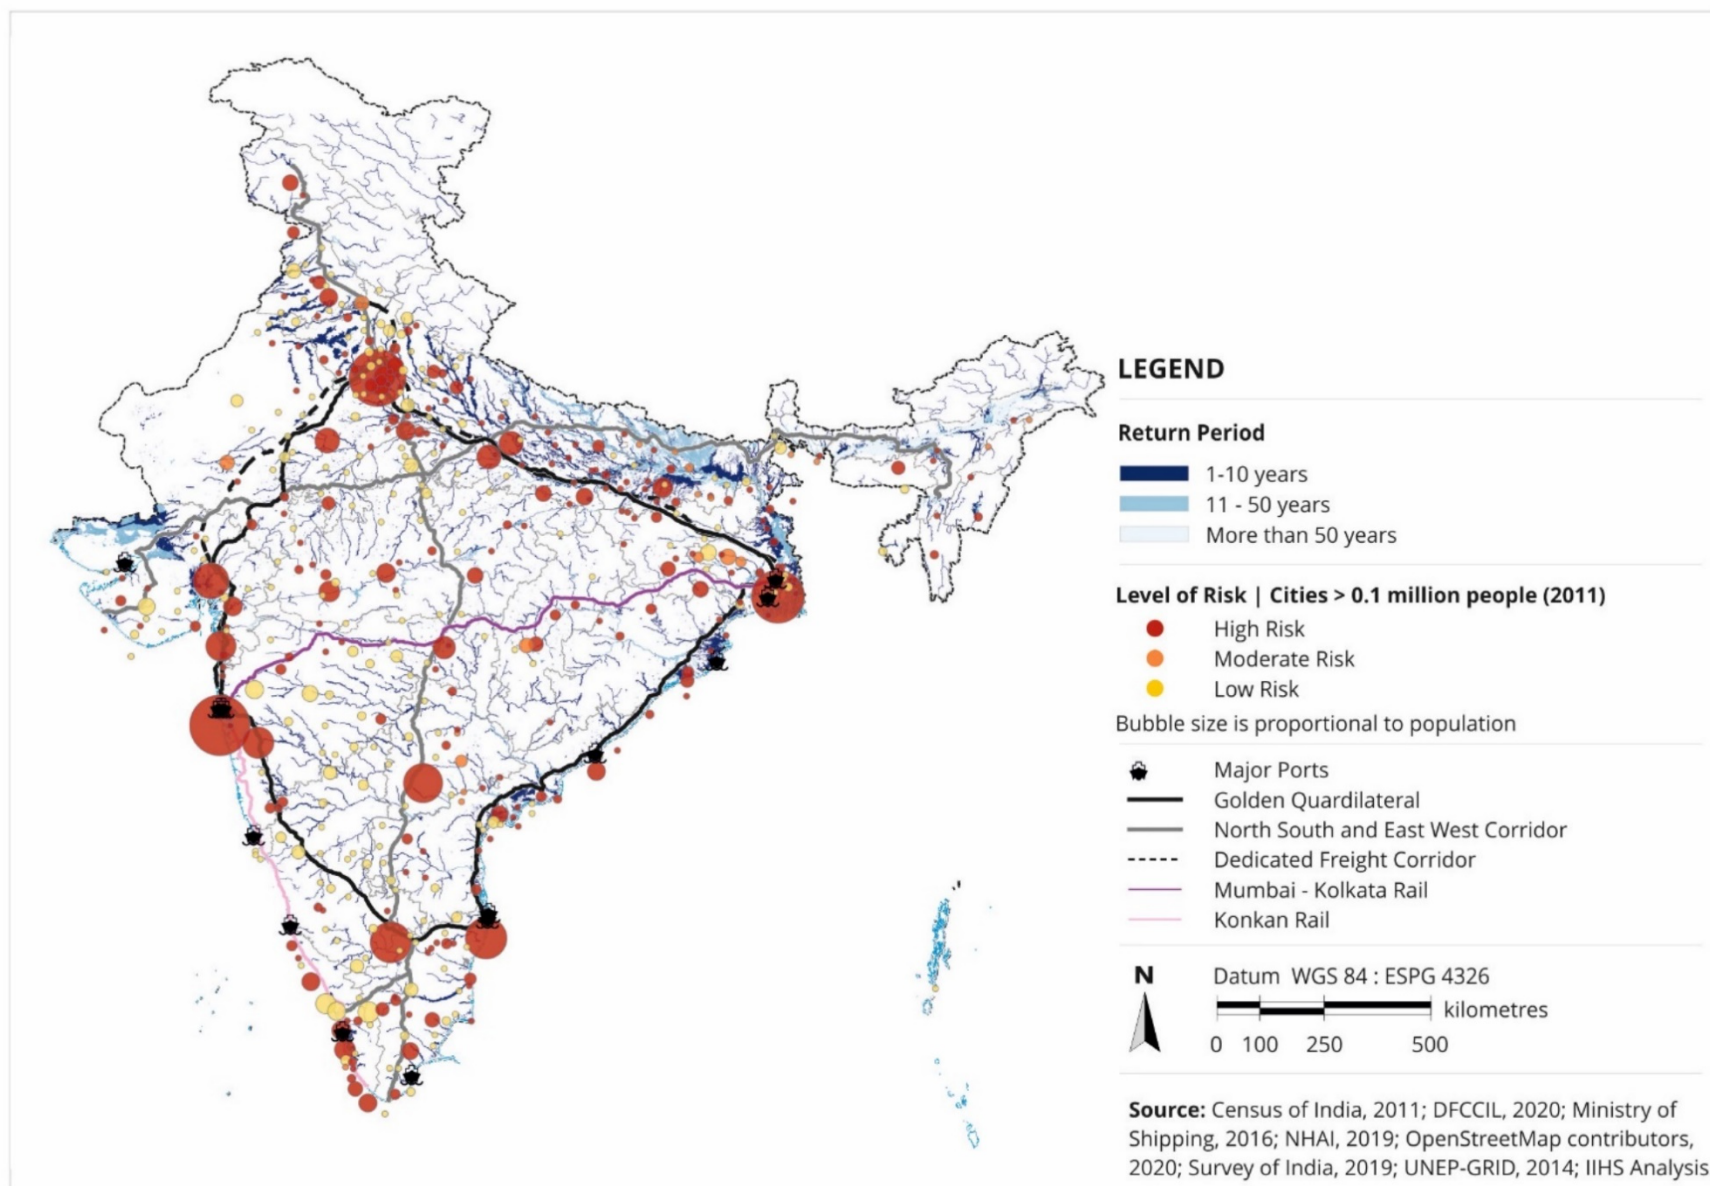 LEGEND
Return Period
1-10 years
11 - 50 years
More than 50 years
Level of Risk | Cities > 0.1 million people (2011)
High Risk
Moderate Risk
Low Risk
Bubble size is proportional to population
Major Ports
Golden Quardilateral
North South and East West Corridor
Dedicated Freight Corridor
Mumbai - Kolkata Rail
Konkan Rail
N
Datum WGS 84 : ESPG 4326
kilometres
0 100 250 500
Source: Census of India, 2011; DFCCIL, 2020; Ministry of
Shipping, 2016; NHAI, 2019; OpenStreetMap contributors,
2020; Survey of India, 2019; UNEP-GRID, 2014; IIHS Analysis